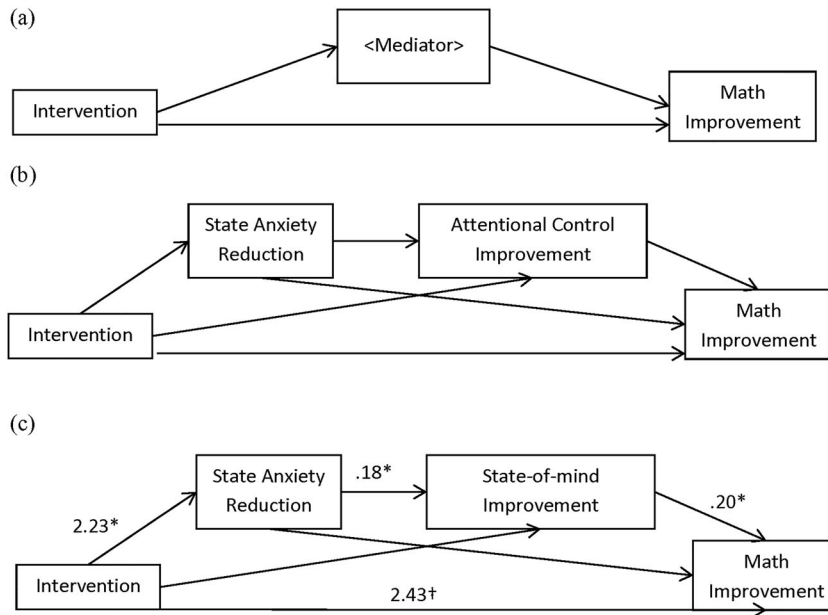 (a)
<Mediator>
Intervention
Math
Improvement
(b)
State Anxiety
Reduction
Attentional Control
Improvement
Intervention
Math
Improvement
(c)
State Anxiety
Reduction
.18*
State-of-mind
Improvement
2.23*
.20*
Intervention
2.43†
Math
Improvement